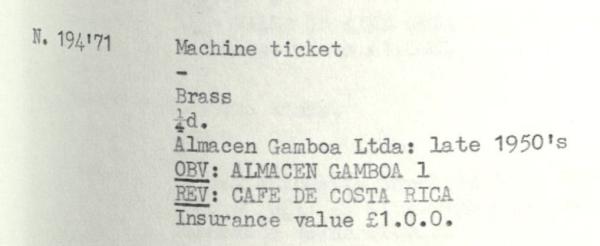 N. 194'71
Machine ticket
-
Brass
¼d.
Almacen Gamboa Ltda: late 1950's
OBV: ALMACEN GAMBOA 1
REV: CAFE DE COSTA RICA
Insurance value £1.0.0.